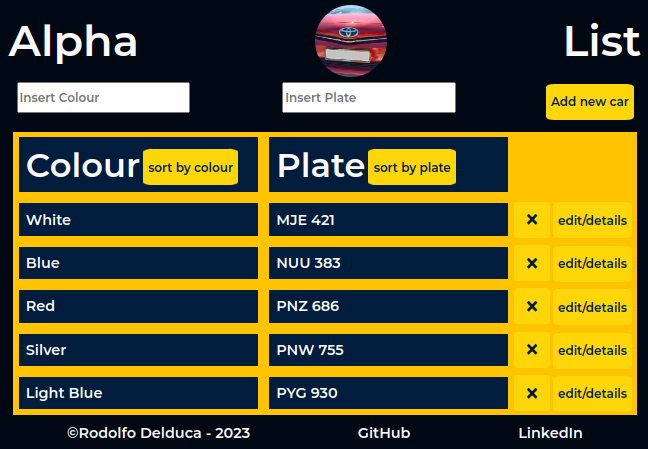 Alpha List
Insert Colour Insert Plate Add new car
Colour sort by colour Plate sort by plate
White MJE 421 × edit/details
Blue NUU 383 × edit/details
Red PNZ 686 × edit/details
Silver PNW 755 × edit/details
Light Blue PYG 930 × edit/details
©Rodolfo Delduca - 2023 GitHub LinkedIn